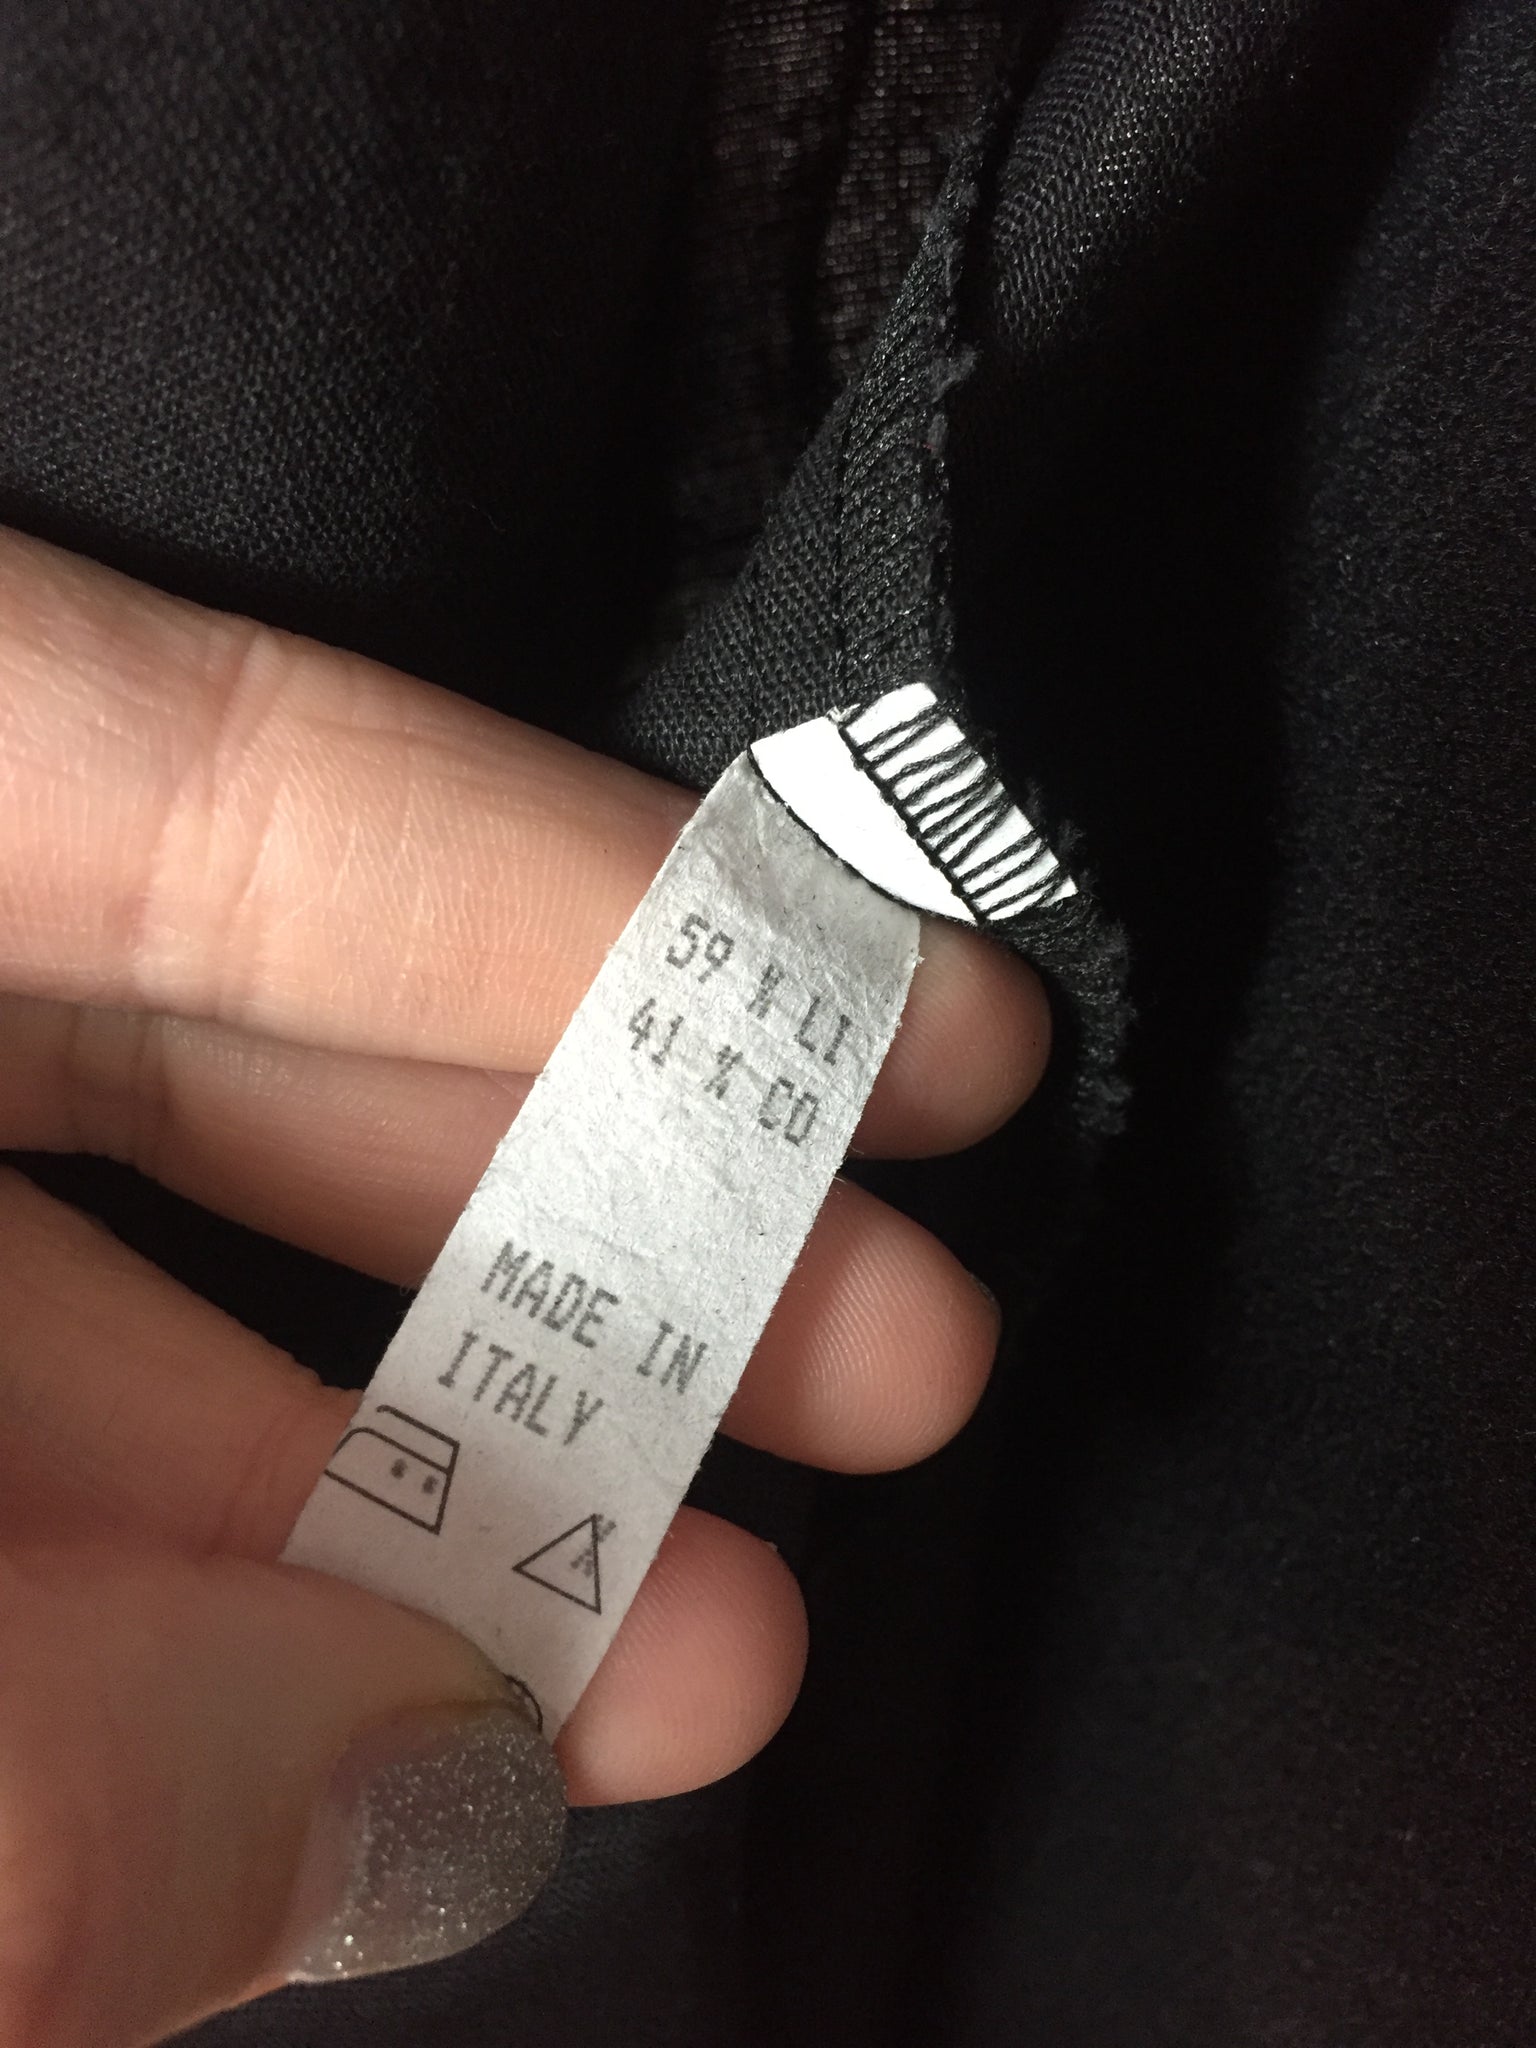 59 % LI
41 % CO
MADE IN
ITALY